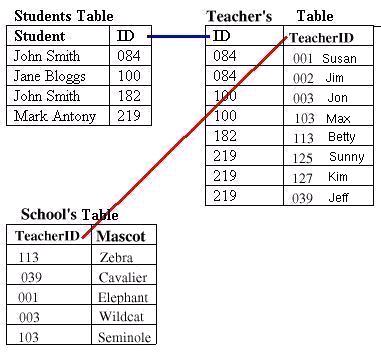 Students Table
Student ID
John Smith 084
Jane Bloggs 100
John Smith 182
Mark Antony 219
Teacher's Table
ID TeacherID
084 001 Susan
084 002 Jim
100 003 Jon
100 103 Max
182 113 Betty
219 125 Sunny
219 127 Kim
219 039 Jeff
School's Table
TeacherID Mascot
113 Zebra
039 Cavalier
001 Elephant
003 Wildcat
103 Seminole